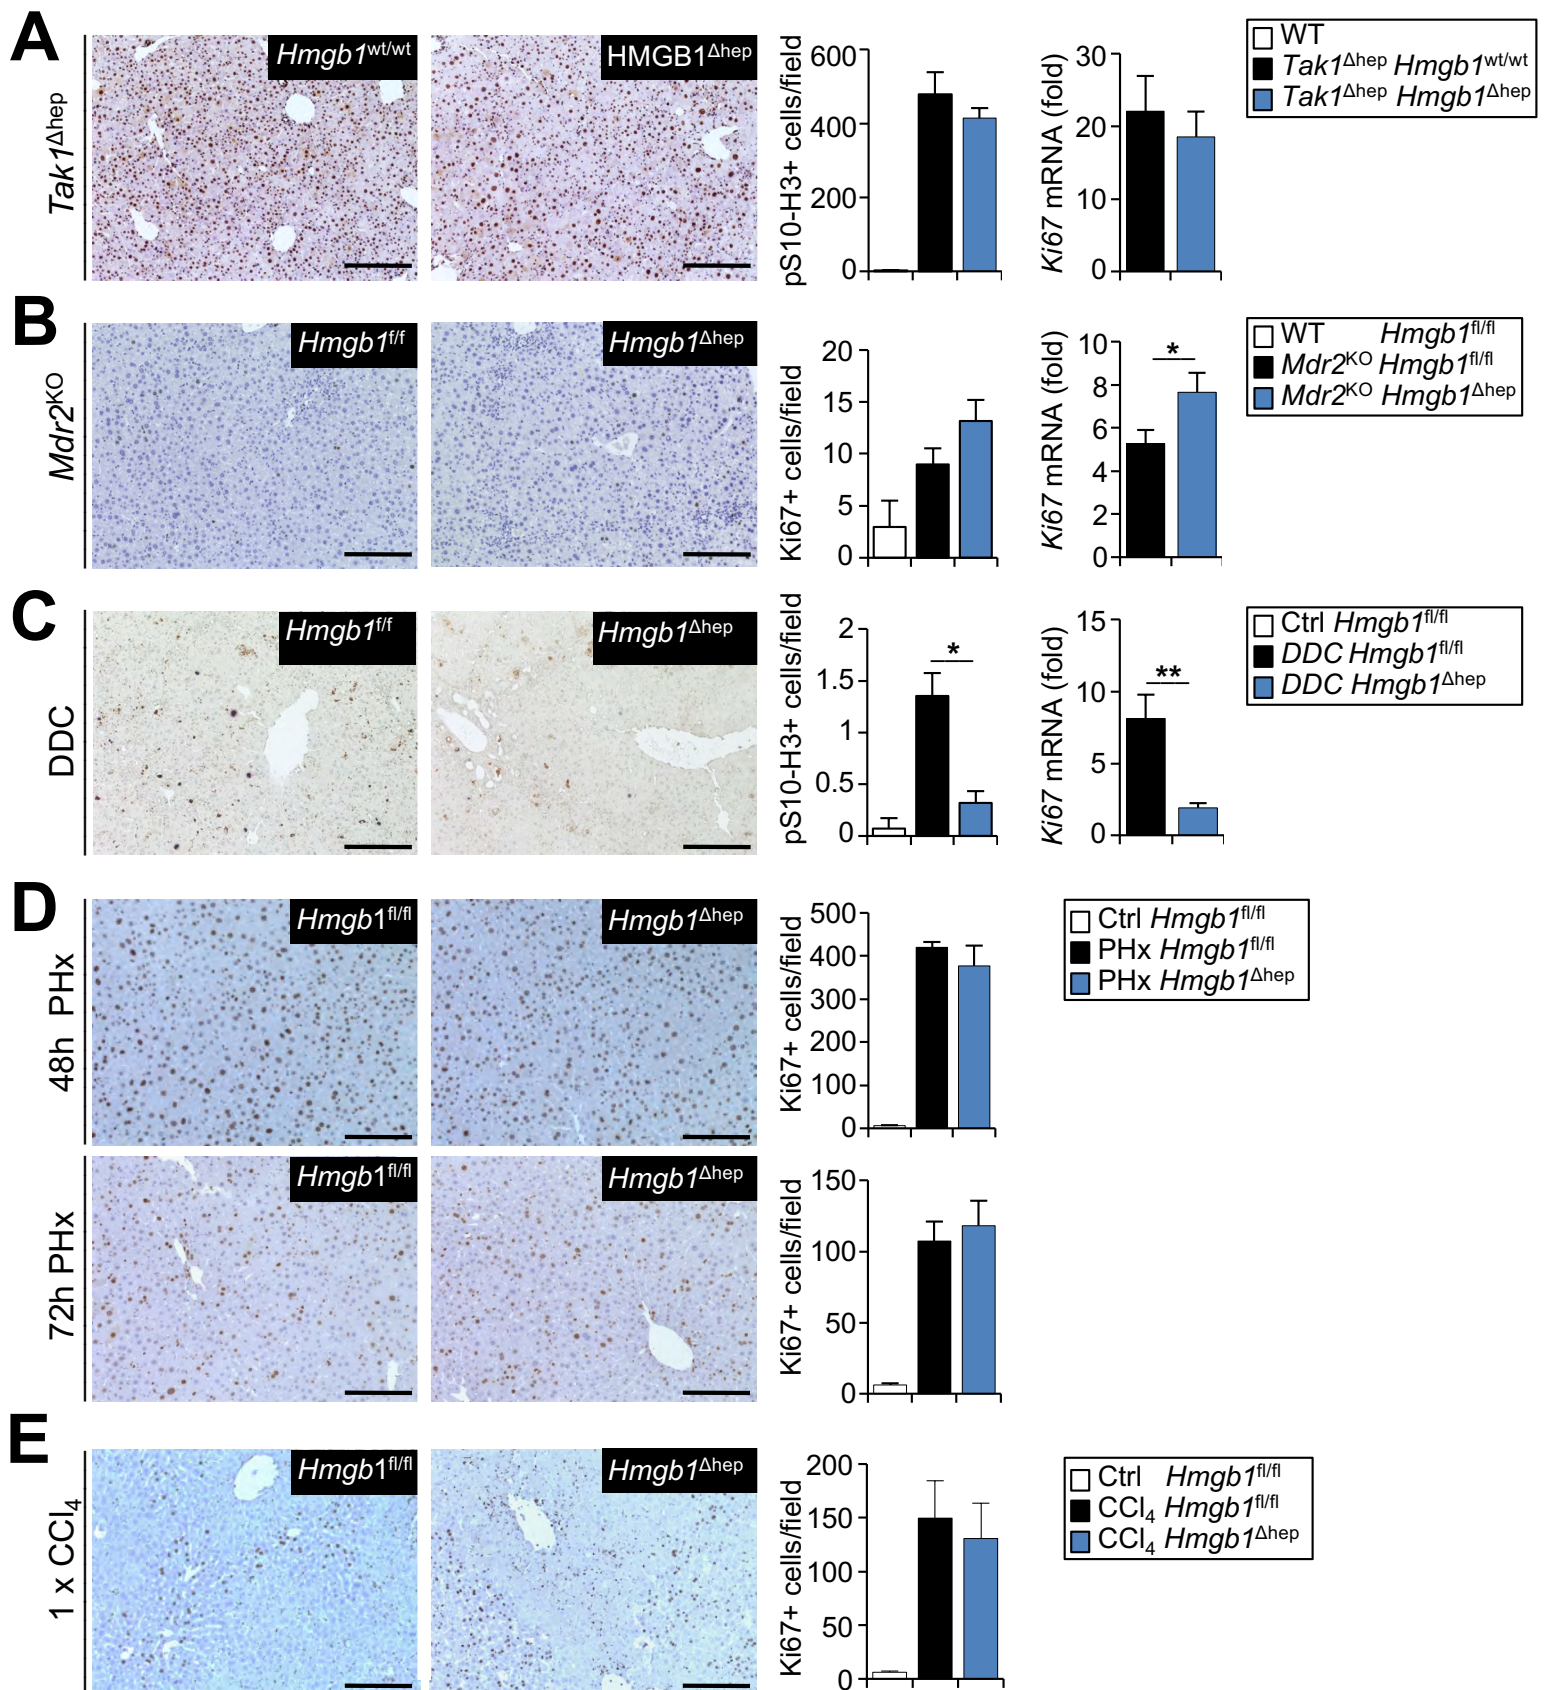 A
Tak1Δhep
Hmgb1wt/wt
HMGB1Δhep
pS10-H3+ cells/field
600
400
200
0
Ki67 mRNA (fold)
30
20
10
0
WT
Tak1Δhep Hmgb1wt/wt
Tak1Δhep Hmgb1Δhep
B
Mdr2KO
Hmgb1f/f
Hmgb1Δhep
Ki67+ cells/field
20
15
10
5
0
Ki67 mRNA (fold)
10
8
6
4
2
0
*
WT Hmgb1fl/fl
Mdr2KO Hmgb1fl/fl
Mdr2KO Hmgb1Δhep
C
DDC
Hmgb1f/f
Hmgb1Δhep
pS10-H3+ cells/field
2
1.5
1
0.5
0
*
Ki67 mRNA (fold)
15
10
5
0
**
Ctrl Hmgb1fl/fl
DDC Hmgb1fl/fl
DDC Hmgb1Δhep
D
48h PHx
Hmgb1fl/fl
Hmgb1Δhep
Ki67+ cells/field
500
400
300
200
100
0
Ctrl Hmgb1fl/fl
PHx Hmgb1fl/fl
PHx Hmgb1Δhep
72h PHx
Hmgb1fl/fl
Hmgb1Δhep
Ki67+ cells/field
150
100
50
0
E
1 x CCl4
Hmgb1fl/fl
Hmgb1Δhep
Ki67+ cells/field
200
150
100
50
0
Ctrl Hmgb1fl/fl
CCl4 Hmgb1fl/fl
CCl4 Hmgb1Δhep